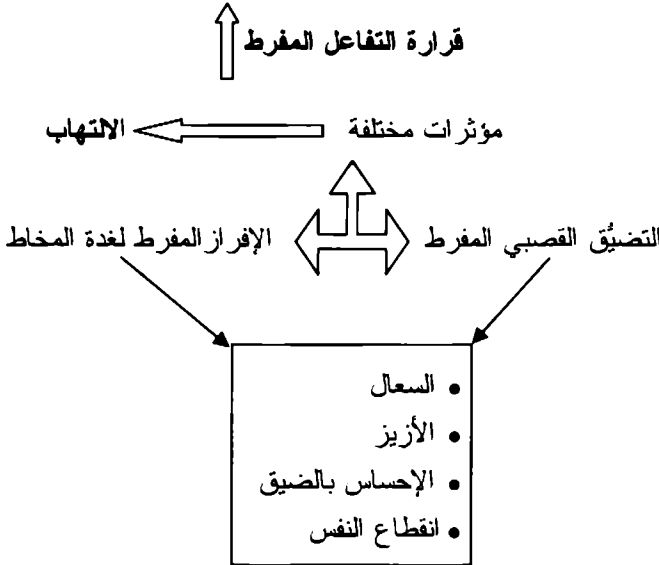 قرارة التفاعل المفرط
مؤثرات مختلفة
الالتهاب
التضيُّق القصبي المفرط
الإفراز المفرط لغدة المخاط
• السعال
• الأزيز
• الإحساس بالضيق
• انقطاع النفس